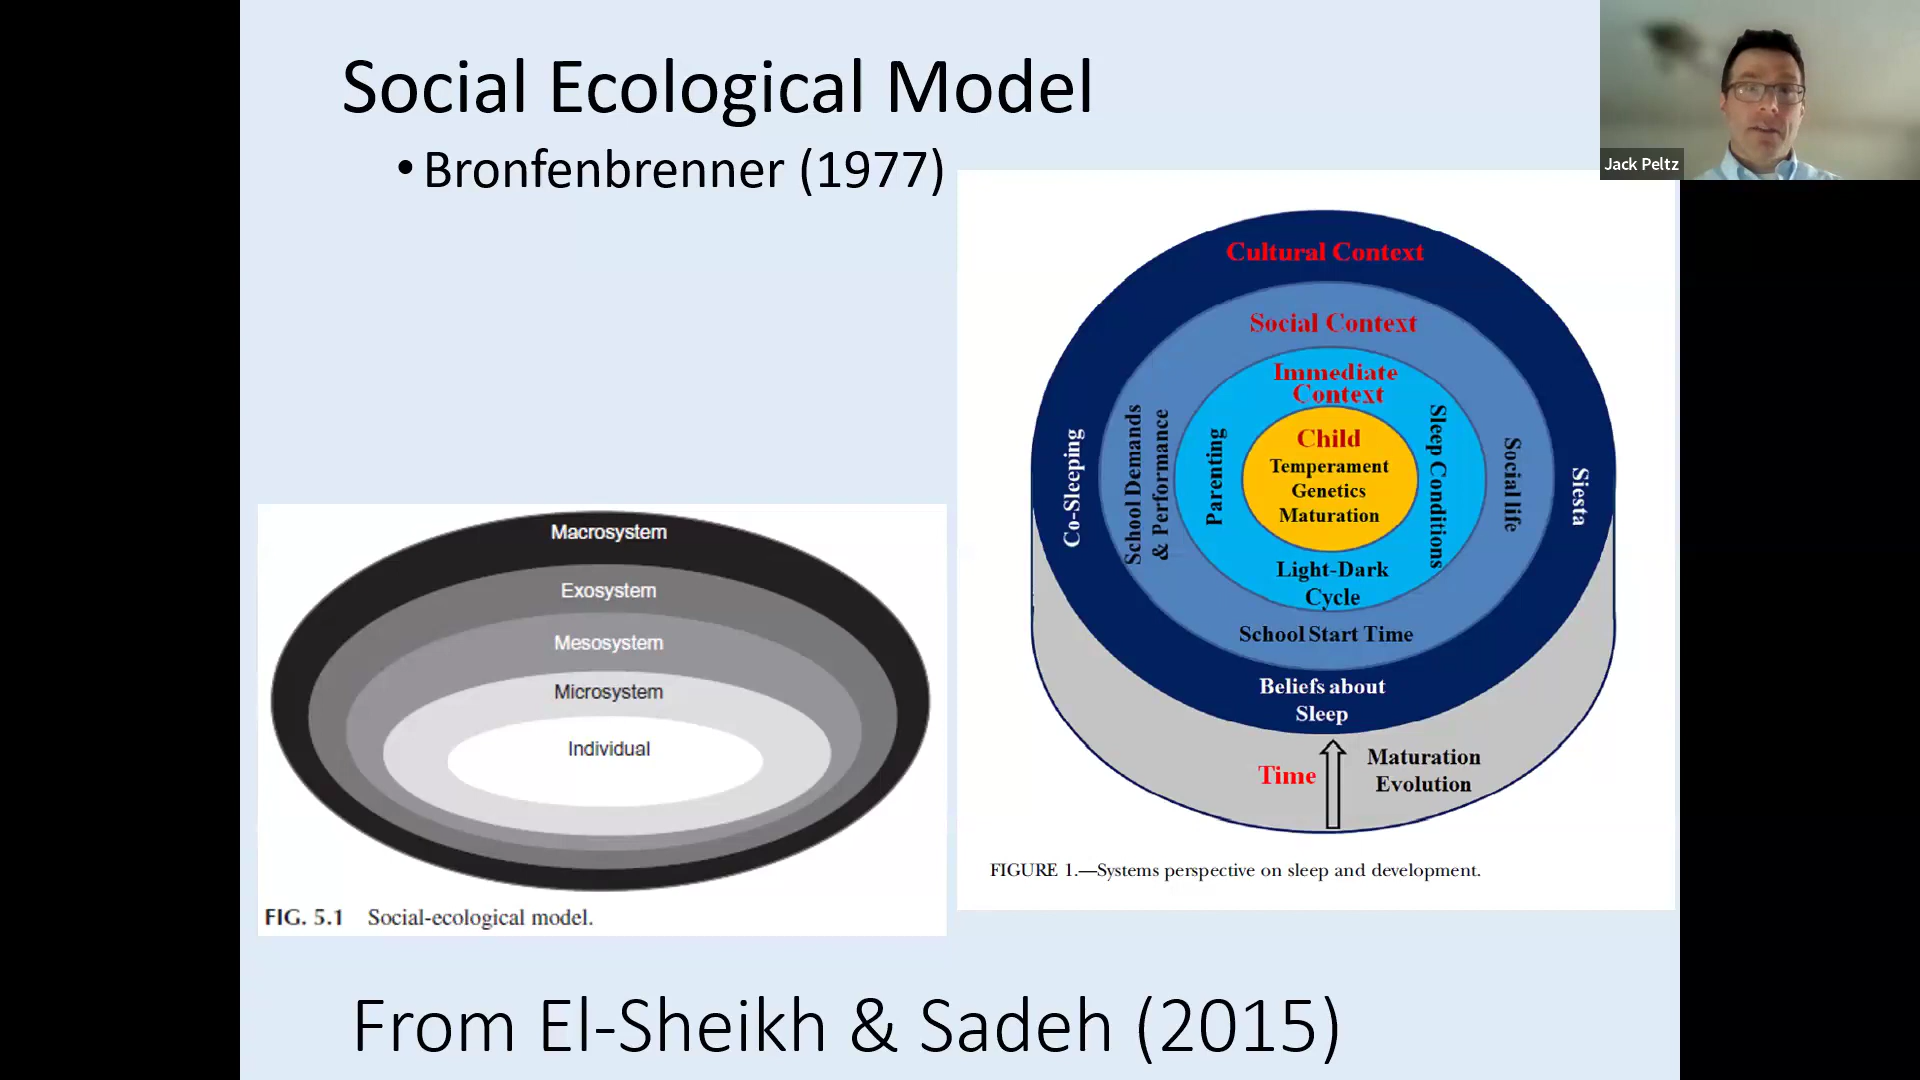 Social Ecological Model
• Bronfenbrenner (1977)
Jack Peltz
Macrosystem
Exosystem
Mesosystem
Microsystem
Individual
FIG. 5.1 Social-ecological model.
Cultural Context
Social Context
Immediate
Context
Child
Temperament
Genetics
Maturation
Co-Sleeping
School Demands
& Performance
Parenting
Sleep Conditions
Social life
Siesta
Light-Dark
Cycle
School Start Time
Beliefs about
Sleep
Time
Maturation
Evolution
FIGURE 1.—Systems perspective on sleep and development.
From El-Sheikh & Sadeh (2015)